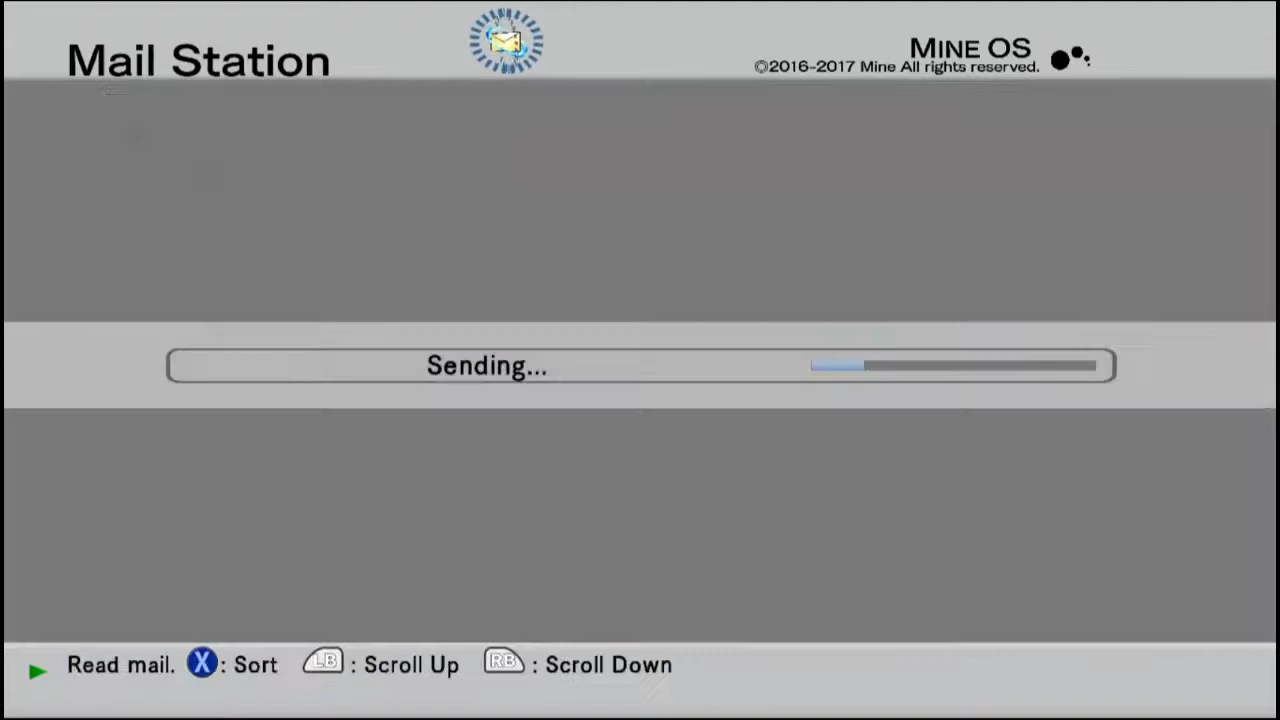 Mail Station
MINE OS
©2016-2017 Mine All rights reserved.
Sending...
Read mail. X : Sort LB : Scroll Up RB : Scroll Down